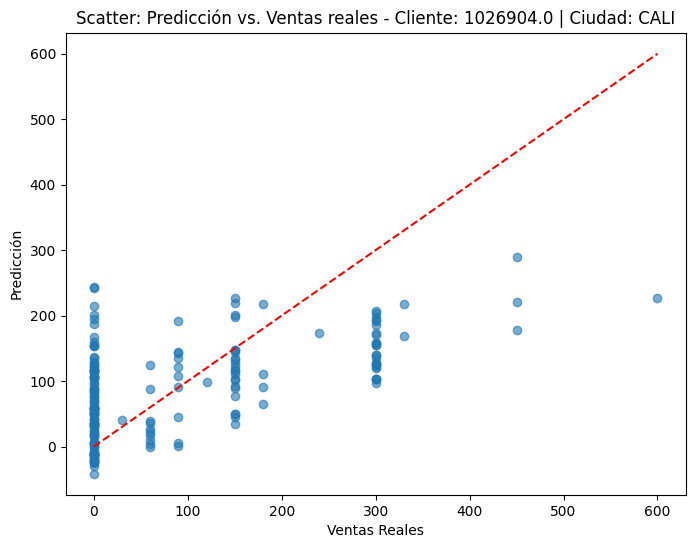 Scatter: Predicción vs. Ventas reales - Cliente: 1026904.0 | Ciudad: CALI
600
500
400
300
200
100
0
Predicción
0 100 200 300 400 500 600
Ventas Reales